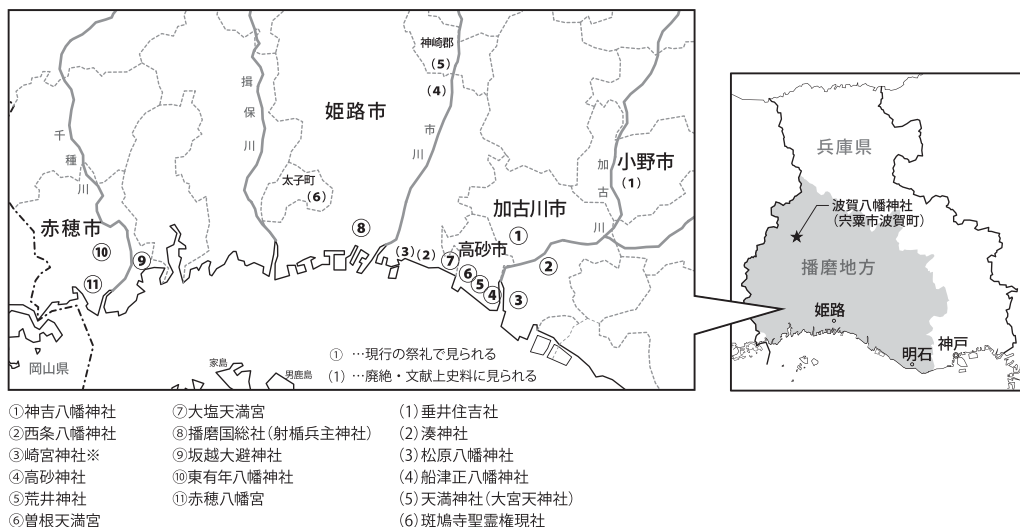 神崎郡
(5)
(4)
揖保川
姫路市
市川
千種川
太子町
(6)
加古川
小野市
(1)
加古川市
赤穂市
⑩
⑨
⑪
⑧
(3)
(2)
⑦
高砂市
①
②
⑥
⑤
④
③
岡山県
家島
男鹿島
① …現行の祭礼で見られる
(1) …廃絶・文献上史料に見られる
兵庫県
波賀八幡神社
(宍粟市波賀町)
播磨地方
姫路
明石
神戸
①神吉八幡神社
②西条八幡神社
③崎宮神社※
④高砂神社
⑤荒井神社
⑥曽根天満宮
⑦大塩天満宮
⑧播磨国総社(射楯兵主神社)
⑨坂越大避神社
⑩東有年八幡神社
⑪赤穂八幡宮
(1)垂井住吉社
(2)湊神社
(3)松原八幡神社
(4)船津正八幡神社
(5)天満神社(大宮天神社)
(6)斑鳩寺聖霊権現社